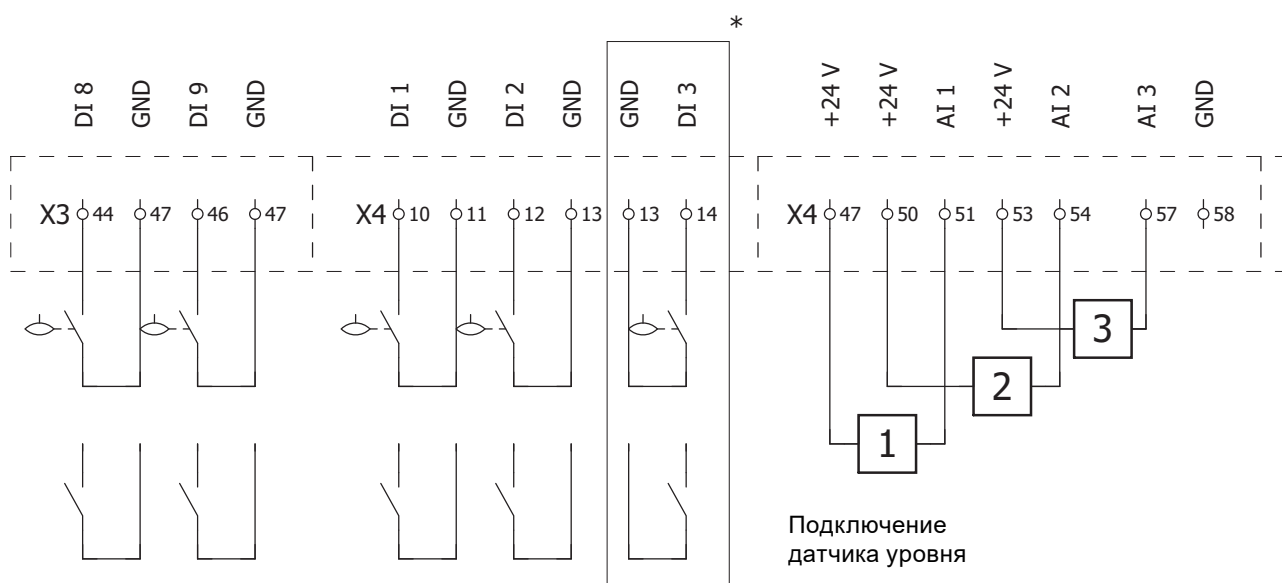 *
DI 8 GND DI 9 GND DI 1 GND DI 2 GND GND DI 3 +24 V +24 V AI 1 +24 V AI 2 AI 3 GND
X3 44 47 46 47 X4 10 11 12 13 13 14 X4 47 50 51 53 54 57 58
3
2
1
Подключение
датчика уровня